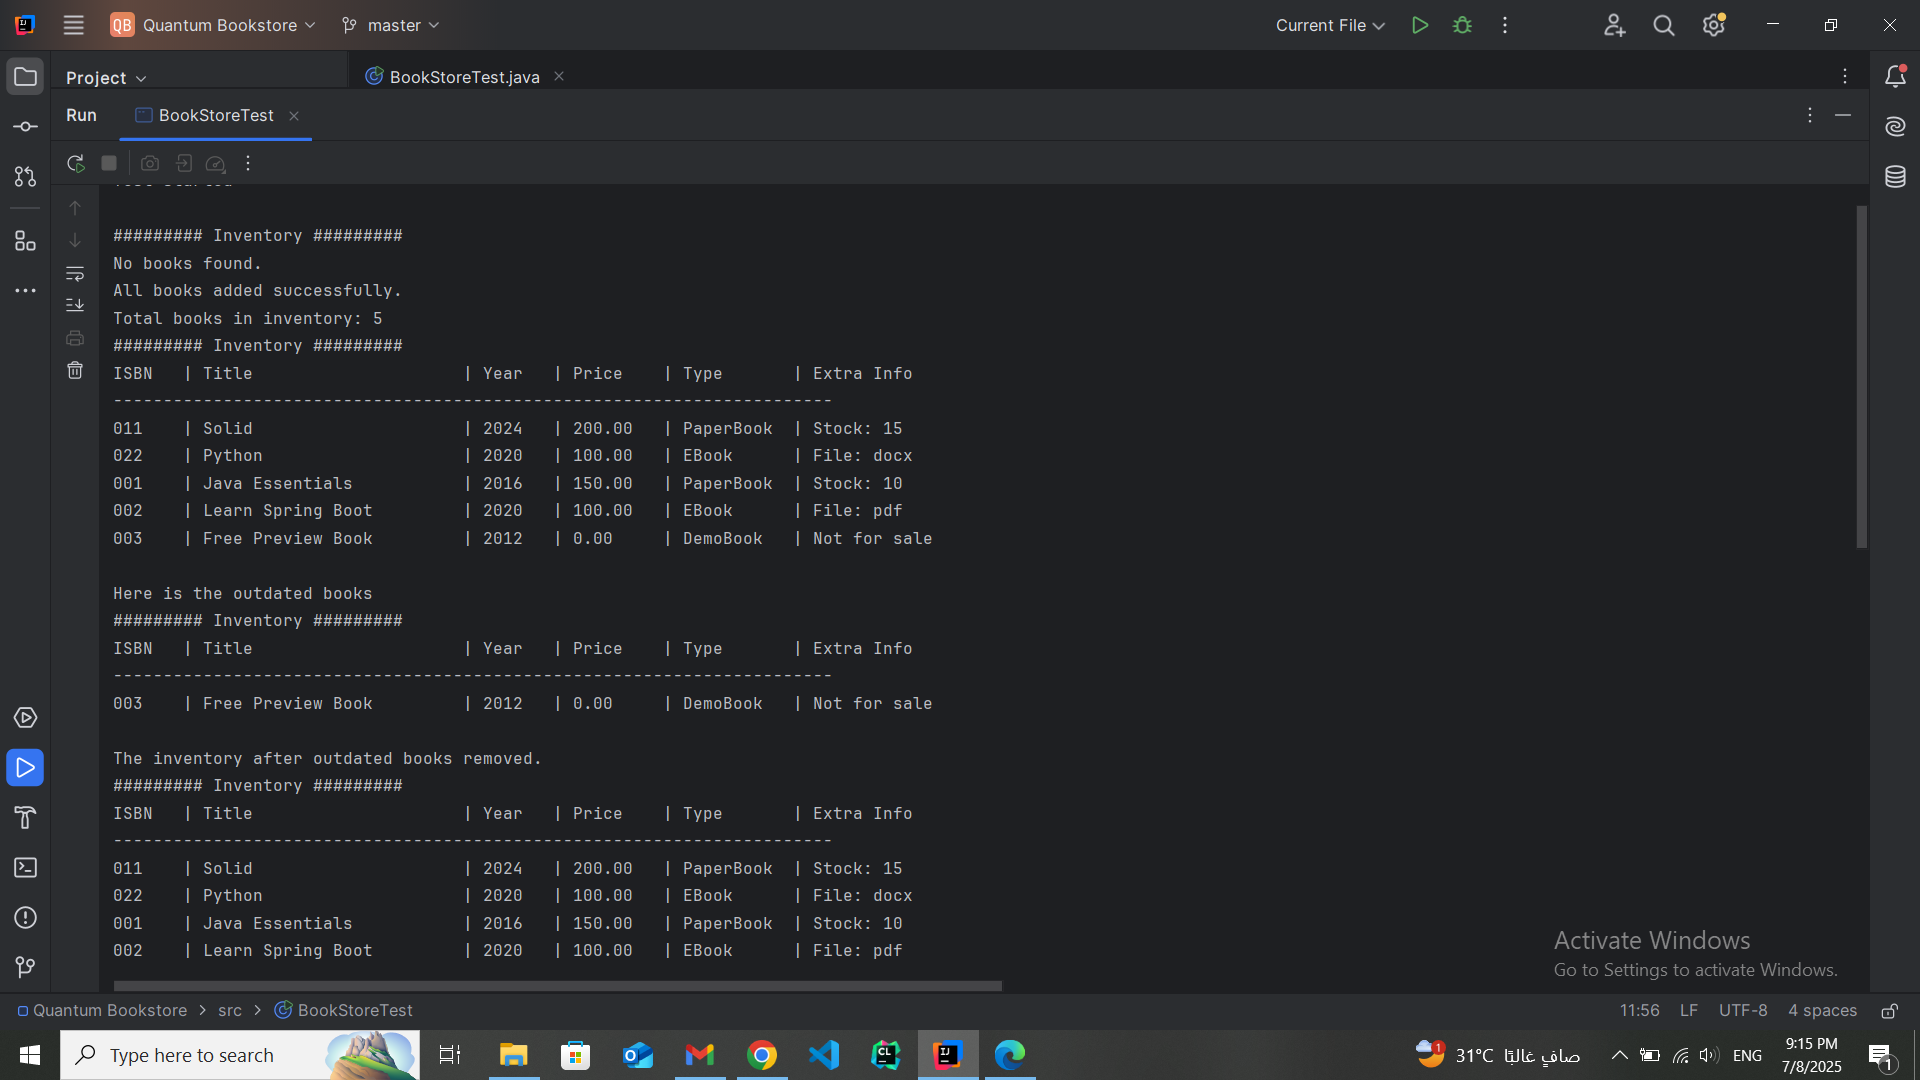 QB Quantum Bookstore master Current File
Project BookStoreTest.java
Run BookStoreTest
######### Inventory #########
No books found.
All books added successfully.
Total books in inventory: 5
######### Inventory #########
ISBN | Title | Year | Price | Type | Extra Info
------------------------------------------------------------------------
011 | Solid | 2024 | 200.00 | PaperBook | Stock: 15
022 | Python | 2020 | 100.00 | EBook | File: docx
001 | Java Essentials | 2016 | 150.00 | PaperBook | Stock: 10
002 | Learn Spring Boot | 2020 | 100.00 | EBook | File: pdf
003 | Free Preview Book | 2012 | 0.00 | DemoBook | Not for sale
Here is the outdated books
######### Inventory #########
ISBN | Title | Year | Price | Type | Extra Info
------------------------------------------------------------------------
003 | Free Preview Book | 2012 | 0.00 | DemoBook | Not for sale
The inventory after outdated books removed.
######### Inventory #########
ISBN | Title | Year | Price | Type | Extra Info
------------------------------------------------------------------------
011 | Solid | 2024 | 200.00 | PaperBook | Stock: 15
022 | Python | 2020 | 100.00 | EBook | File: docx
001 | Java Essentials | 2016 | 150.00 | PaperBook | Stock: 10
002 | Learn Spring Boot | 2020 | 100.00 | EBook | File: pdf
Activate Windows
Go to Settings to activate Windows.
Quantum Bookstore > src > BookStoreTest 11:56 LF UTF-8 4 spaces
Type here to search 1 31°C صافٍ غالبًا ENG 9:15 PM
7/8/2025 1